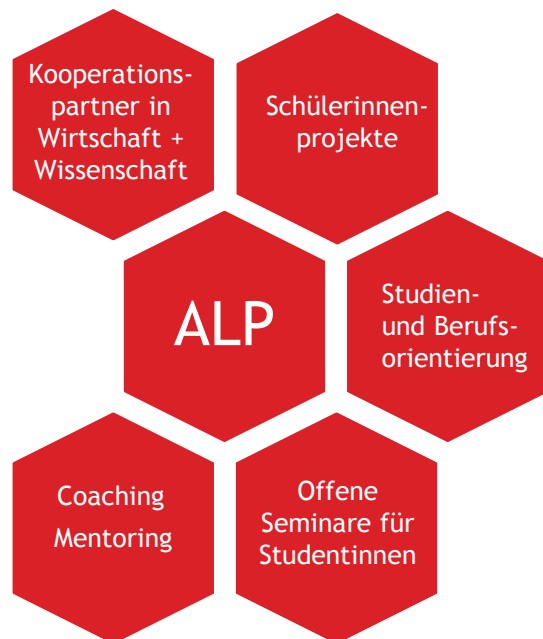 Kooperations-
partner in
Wirtschaft +
Wissenschaft
Schülerinnen-
projekte
ALP
Studien-
und Berufs-
orientierung
Coaching
Mentoring
Offene
Seminare für
Studentinnen